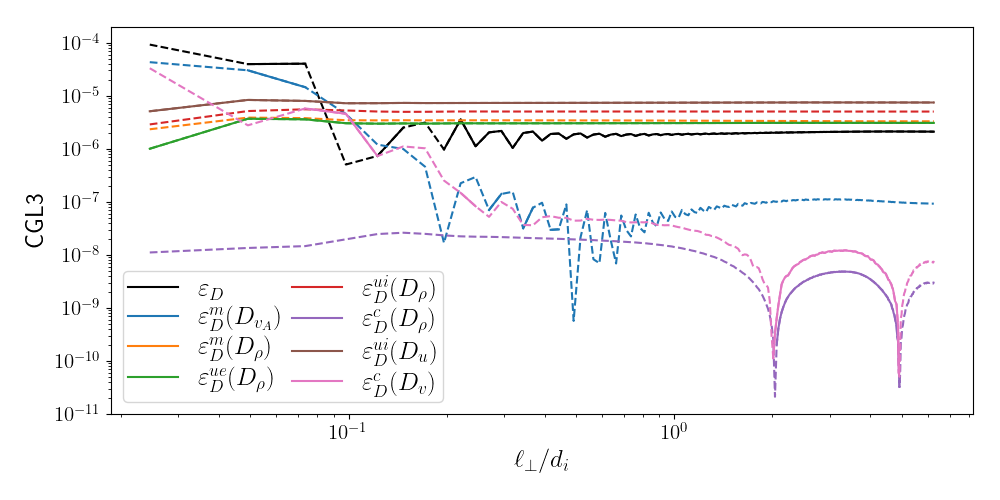 10⁻⁴
10⁻⁵
10⁻⁶
10⁻⁷
10⁻⁸
10⁻⁹
10⁻¹⁰
10⁻¹¹
CGL3
ε_D
ε_D^m(D_{v_A})
ε_D^m(D_ρ)
ε_D^{ue}(D_ρ)
ε_D^{ui}(D_ρ)
ε_D^c(D_ρ)
ε_D^{ui}(D_u)
ε_D^c(D_v)
10⁻¹ 10⁰
ℓ_⊥/d_i